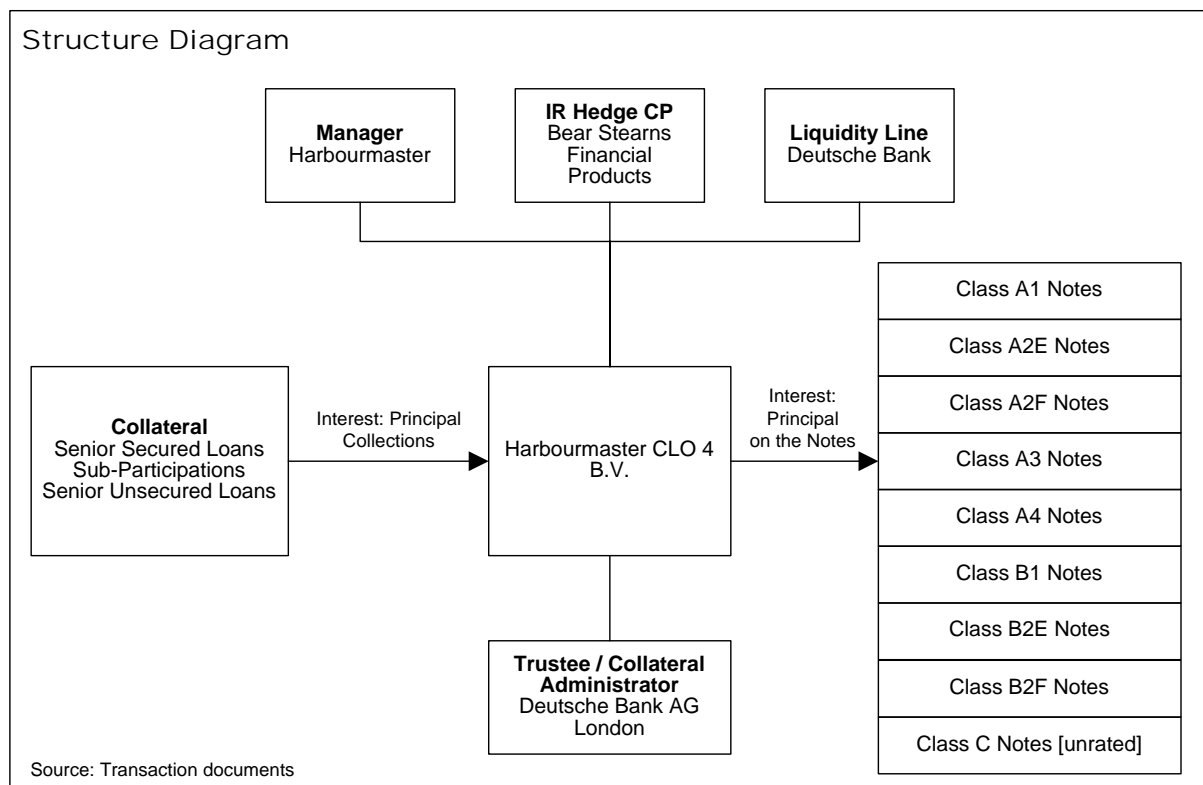 Structure Diagram
Manager
Harbourmaster
IR Hedge CP
Bear Stearns
Financial
Products
Liquidity Line
Deutsche Bank
Collateral
Senior Secured Loans
Sub-Participations
Senior Unsecured Loans
Interest: Principal
Collections
Harbourmaster CLO 4
B.V.
Interest:
Principal
on the Notes
Class A1 Notes
Class A2E Notes
Class A2F Notes
Class A3 Notes
Class A4 Notes
Class B1 Notes
Class B2E Notes
Class B2F Notes
Class C Notes [unrated]
Trustee / Collateral
Administrator
Deutsche Bank AG
London
Source: Transaction documents